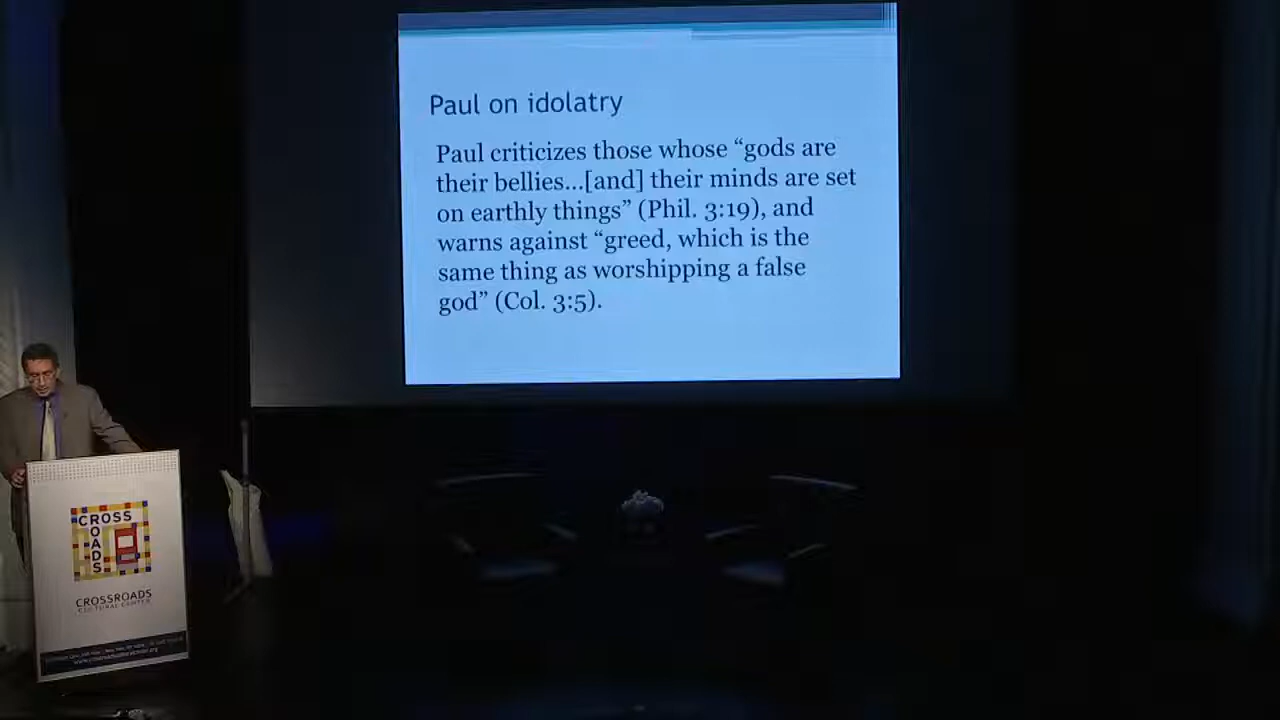 Paul on idolatry
Paul criticizes those whose “gods are
their bellies...[and] their minds are set
on earthly things” (Phil. 3:19), and
warns against “greed, which is the
same thing as worshipping a false
god” (Col. 3:5).
CROSS
ROADS
CROSSROADS
CULTURAL CENTER